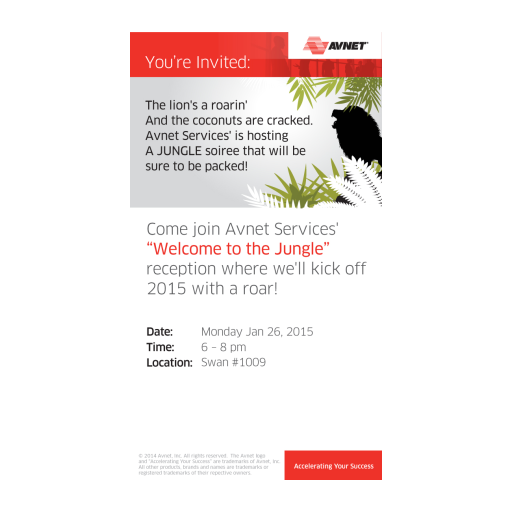 AVNET
You're Invited:
The lion's a roarin'
And the coconuts are cracked.
Avnet Services' is hosting
A JUNGLE soiree that will be
sure to be packed!
Come join Avnet Services'
“Welcome to the Jungle”
reception where we'll kick off
2015 with a roar!
Date: Monday Jan 26, 2015
Time: 6 – 8 pm
Location: Swan #1009
© 2014 Avnet, Inc. All rights reserved. The Avnet logo
and "Accelerating Your Success" are trademarks of Avnet, Inc.
All other products, brands and names are trademarks or
registered trademarks of their repective owners.
Accelerating Your Success